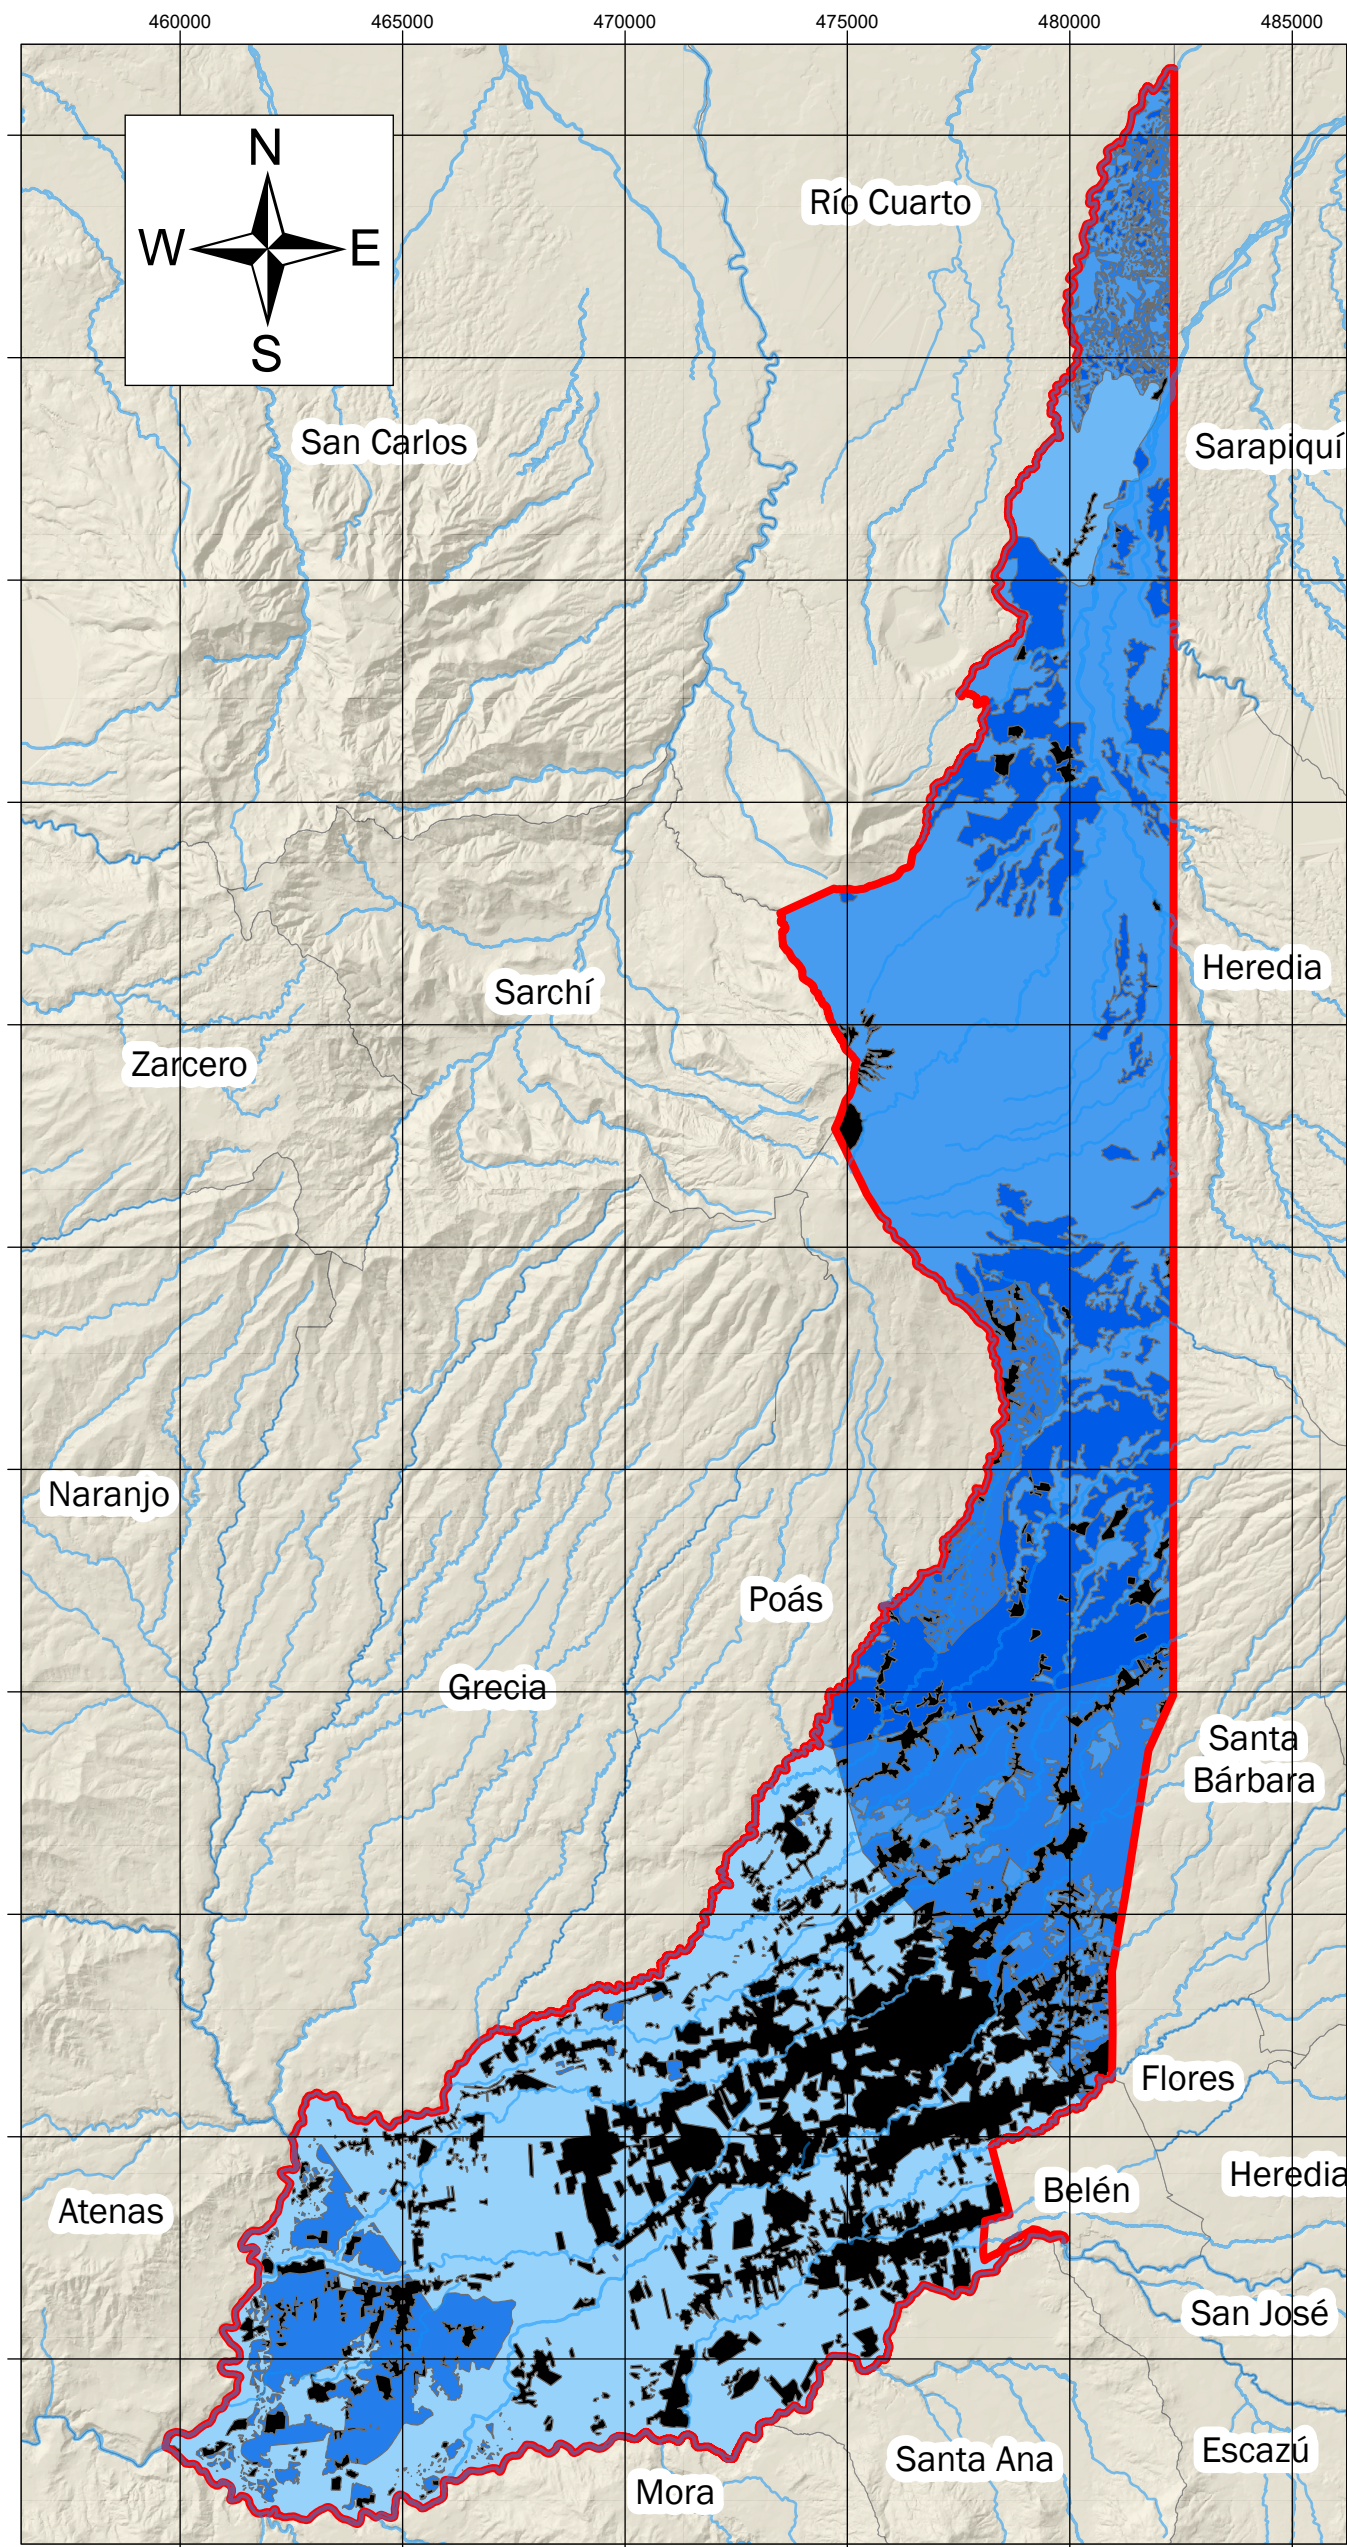 460000 465000 470000 475000 480000 485000
N
W E
S
Río Cuarto
San Carlos
Sarapiquí
Heredia
Sarchí
Zarcero
Naranjo
Poás
Grecia
Santa
Bárbara
Flores
Heredia
Belén
Atenas
San José
Escazú
Santa Ana
Mora